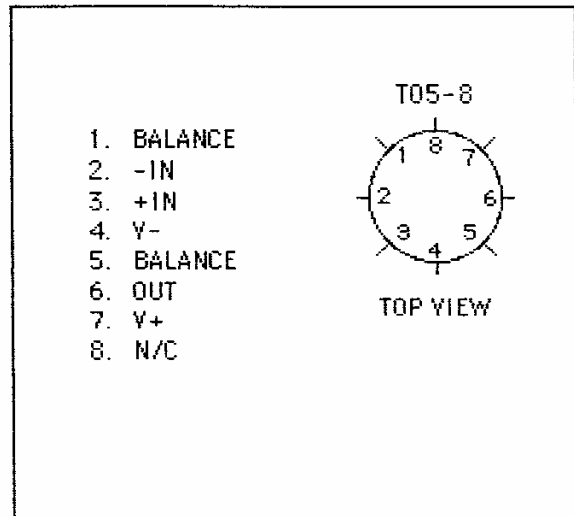 1. BALANCE
2. -IN
3. +IN
4. V-
5. BALANCE
6. OUT
7. V+
8. N/C
T05-8
8
1 7
2 6
3 5
4
TOP VIEW